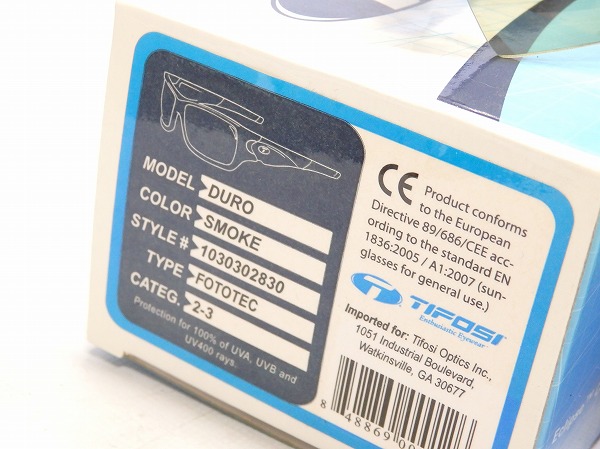 MODEL DURO
COLOR SMOKE
STYLE # 1030302830
TYPE FOTOTEC
CATEG. 2-3
Protection for 100% of UVA, UVB and
UV400 rays.
CE Product conforms
to the European
Directive 89/686/CEE acc-
ording to the standard EN
1836:2005 / A1:2007 (sun-
glasses for general use.)
TIFOSI
Enthusiastic Eyewear
Imported for: Tifosi Optics Inc.,
1051 Industrial Boulevard,
Watkinsville, GA 30677
8 48869 00